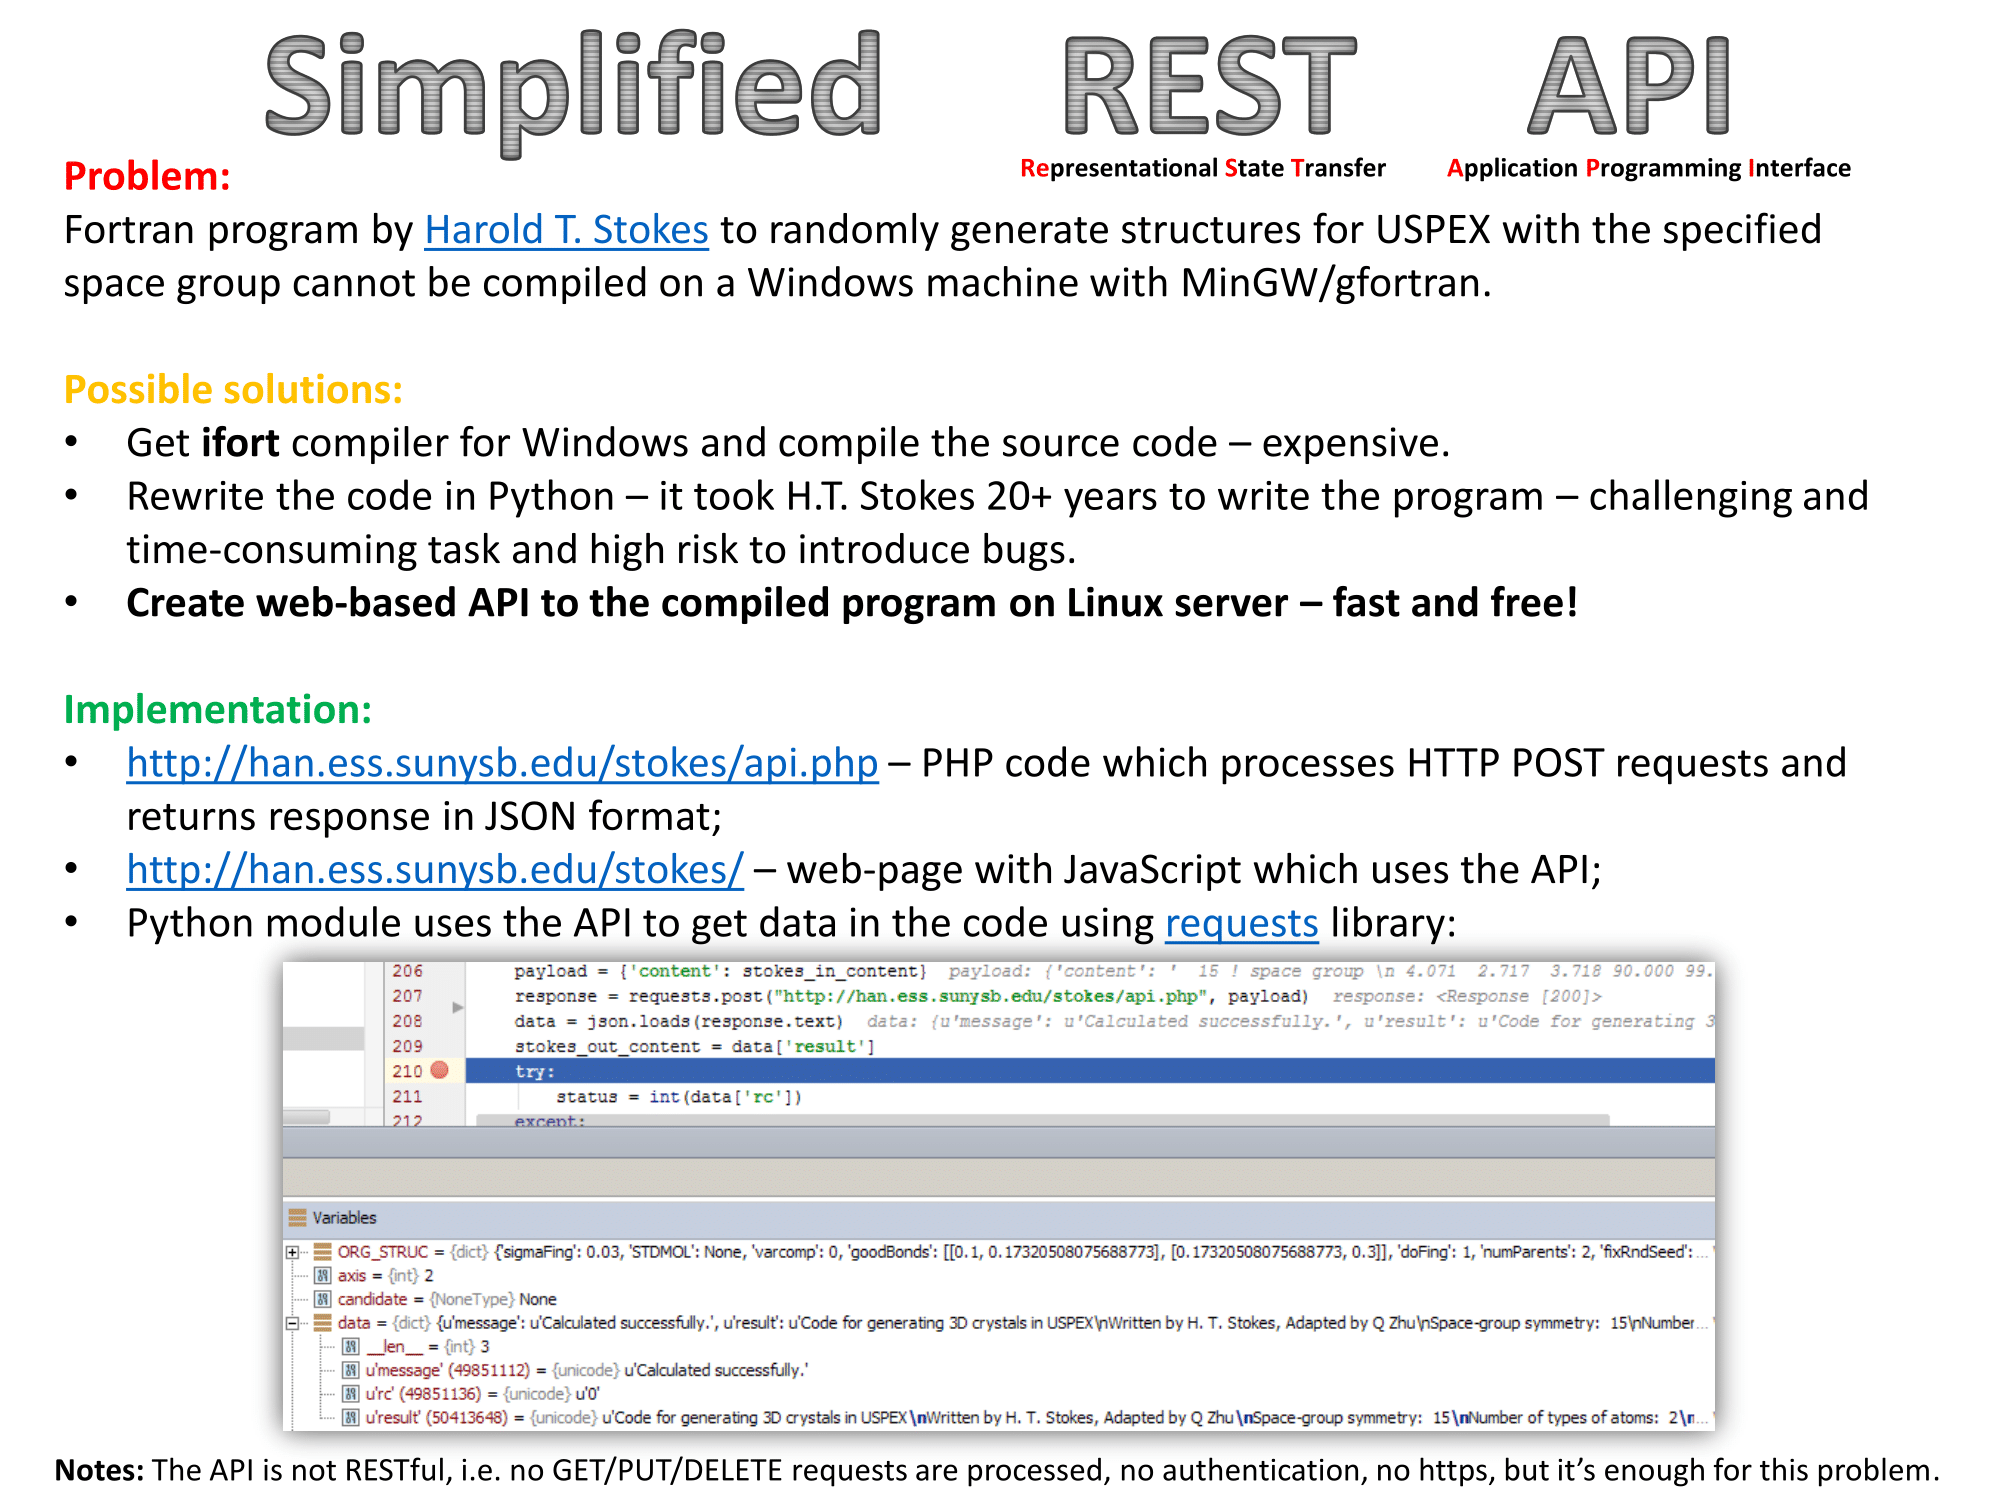 Simplified REST API
Representational State Transfer Application Programming Interface
Problem:
Fortran program by Harold T. Stokes to randomly generate structures for USPEX with the specified
space group cannot be compiled on a Windows machine with MinGW/gfortran.
Possible solutions:
• Get ifort compiler for Windows and compile the source code – expensive.
• Rewrite the code in Python – it took H.T. Stokes 20+ years to write the program – challenging and
time-consuming task and high risk to introduce bugs.
• Create web-based API to the compiled program on Linux server – fast and free!
Implementation:
• http://han.ess.sunysb.edu/stokes/api.php – PHP code which processes HTTP POST requests and
returns response in JSON format;
• http://han.ess.sunysb.edu/stokes/ – web-page with JavaScript which uses the API;
• Python module uses the API to get data in the code using requests library:
206 payload = {'content': stokes_in_content} payload: {'content': ' 15 ! space group \n 4.071 2.717 3.718 90.000 99.
207 response = requests.post("http://han.ess.sunysb.edu/stokes/api.php", payload) response: <Response [200]>
208 data = json.loads(response.text) data: {u'message': u'Calculated successfully.', u'result': u'Code for generating 3
209 stokes_out_content = data['result']
210 try:
211 status = int(data['rc'])
212 except:
Variables
ORG_STRUC = {dict} {'sigmaFing': 0.03, 'STDMOL': None, 'varcomp': 0, 'goodBonds': [[0.1, 0.17320508075688773], [0.17320508075688773, 0.3]], 'doFing': 1, 'numParents': 2, 'fixRndSeed':...
axis = {int} 2
candidate = {NoneType} None
data = {dict} {u'message': u'Calculated successfully.', u'result': u'Code for generating 3D crystals in USPEX\nWritten by H. T. Stokes, Adapted by Q Zhu\nSpace-group symmetry: 15\nNumber...
__len__ = {int} 3
u'message' (49851112) = {unicode} u'Calculated successfully.'
u'rc' (49851136) = {unicode} u'0'
u'result' (50413648) = {unicode} u'Code for generating 3D crystals in USPEX\nWritten by H. T. Stokes, Adapted by Q Zhu\nSpace-group symmetry: 15\nNumber of types of atoms: 2\n...
Notes: The API is not RESTful, i.e. no GET/PUT/DELETE requests are processed, no authentication, no https, but it's enough for this problem.